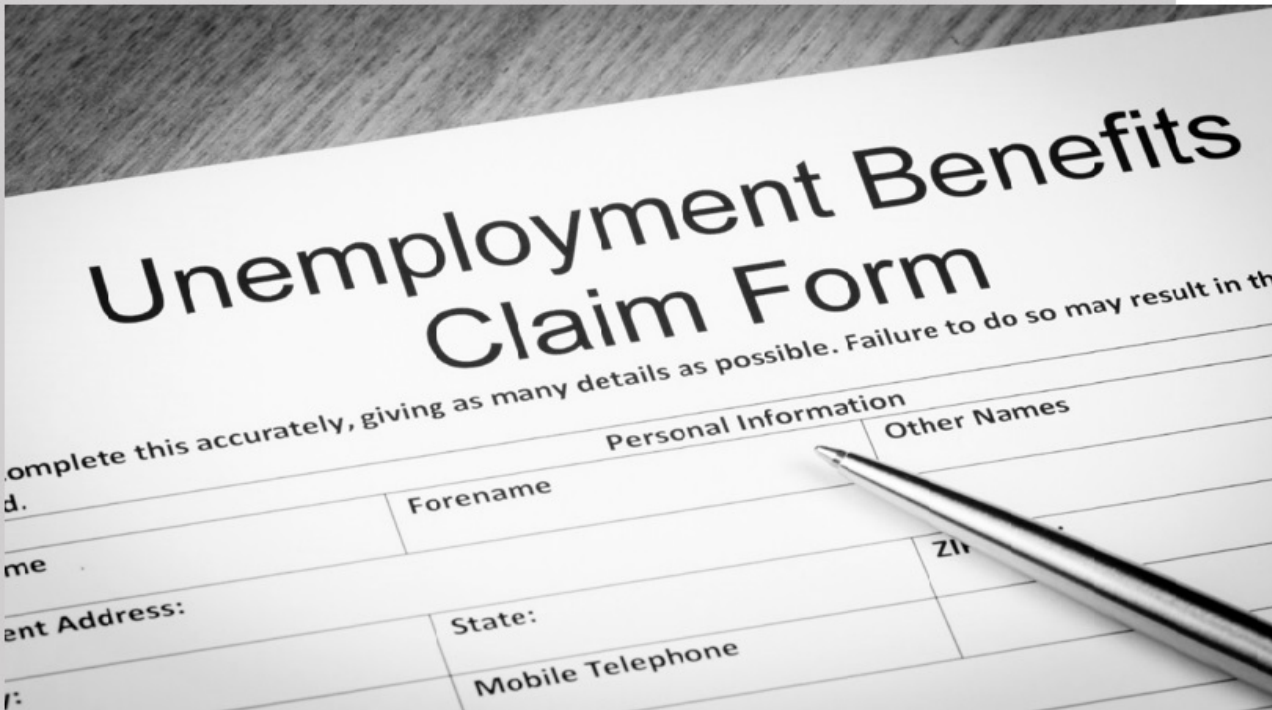 Unemployment Benefits
Claim Form
omplete this accurately, giving as many details as possible. Failure to do so may result in th
d.
Personal Information
me
Forename
Other Names
ent Address:
y:
State:
ZI
Mobile Telephone